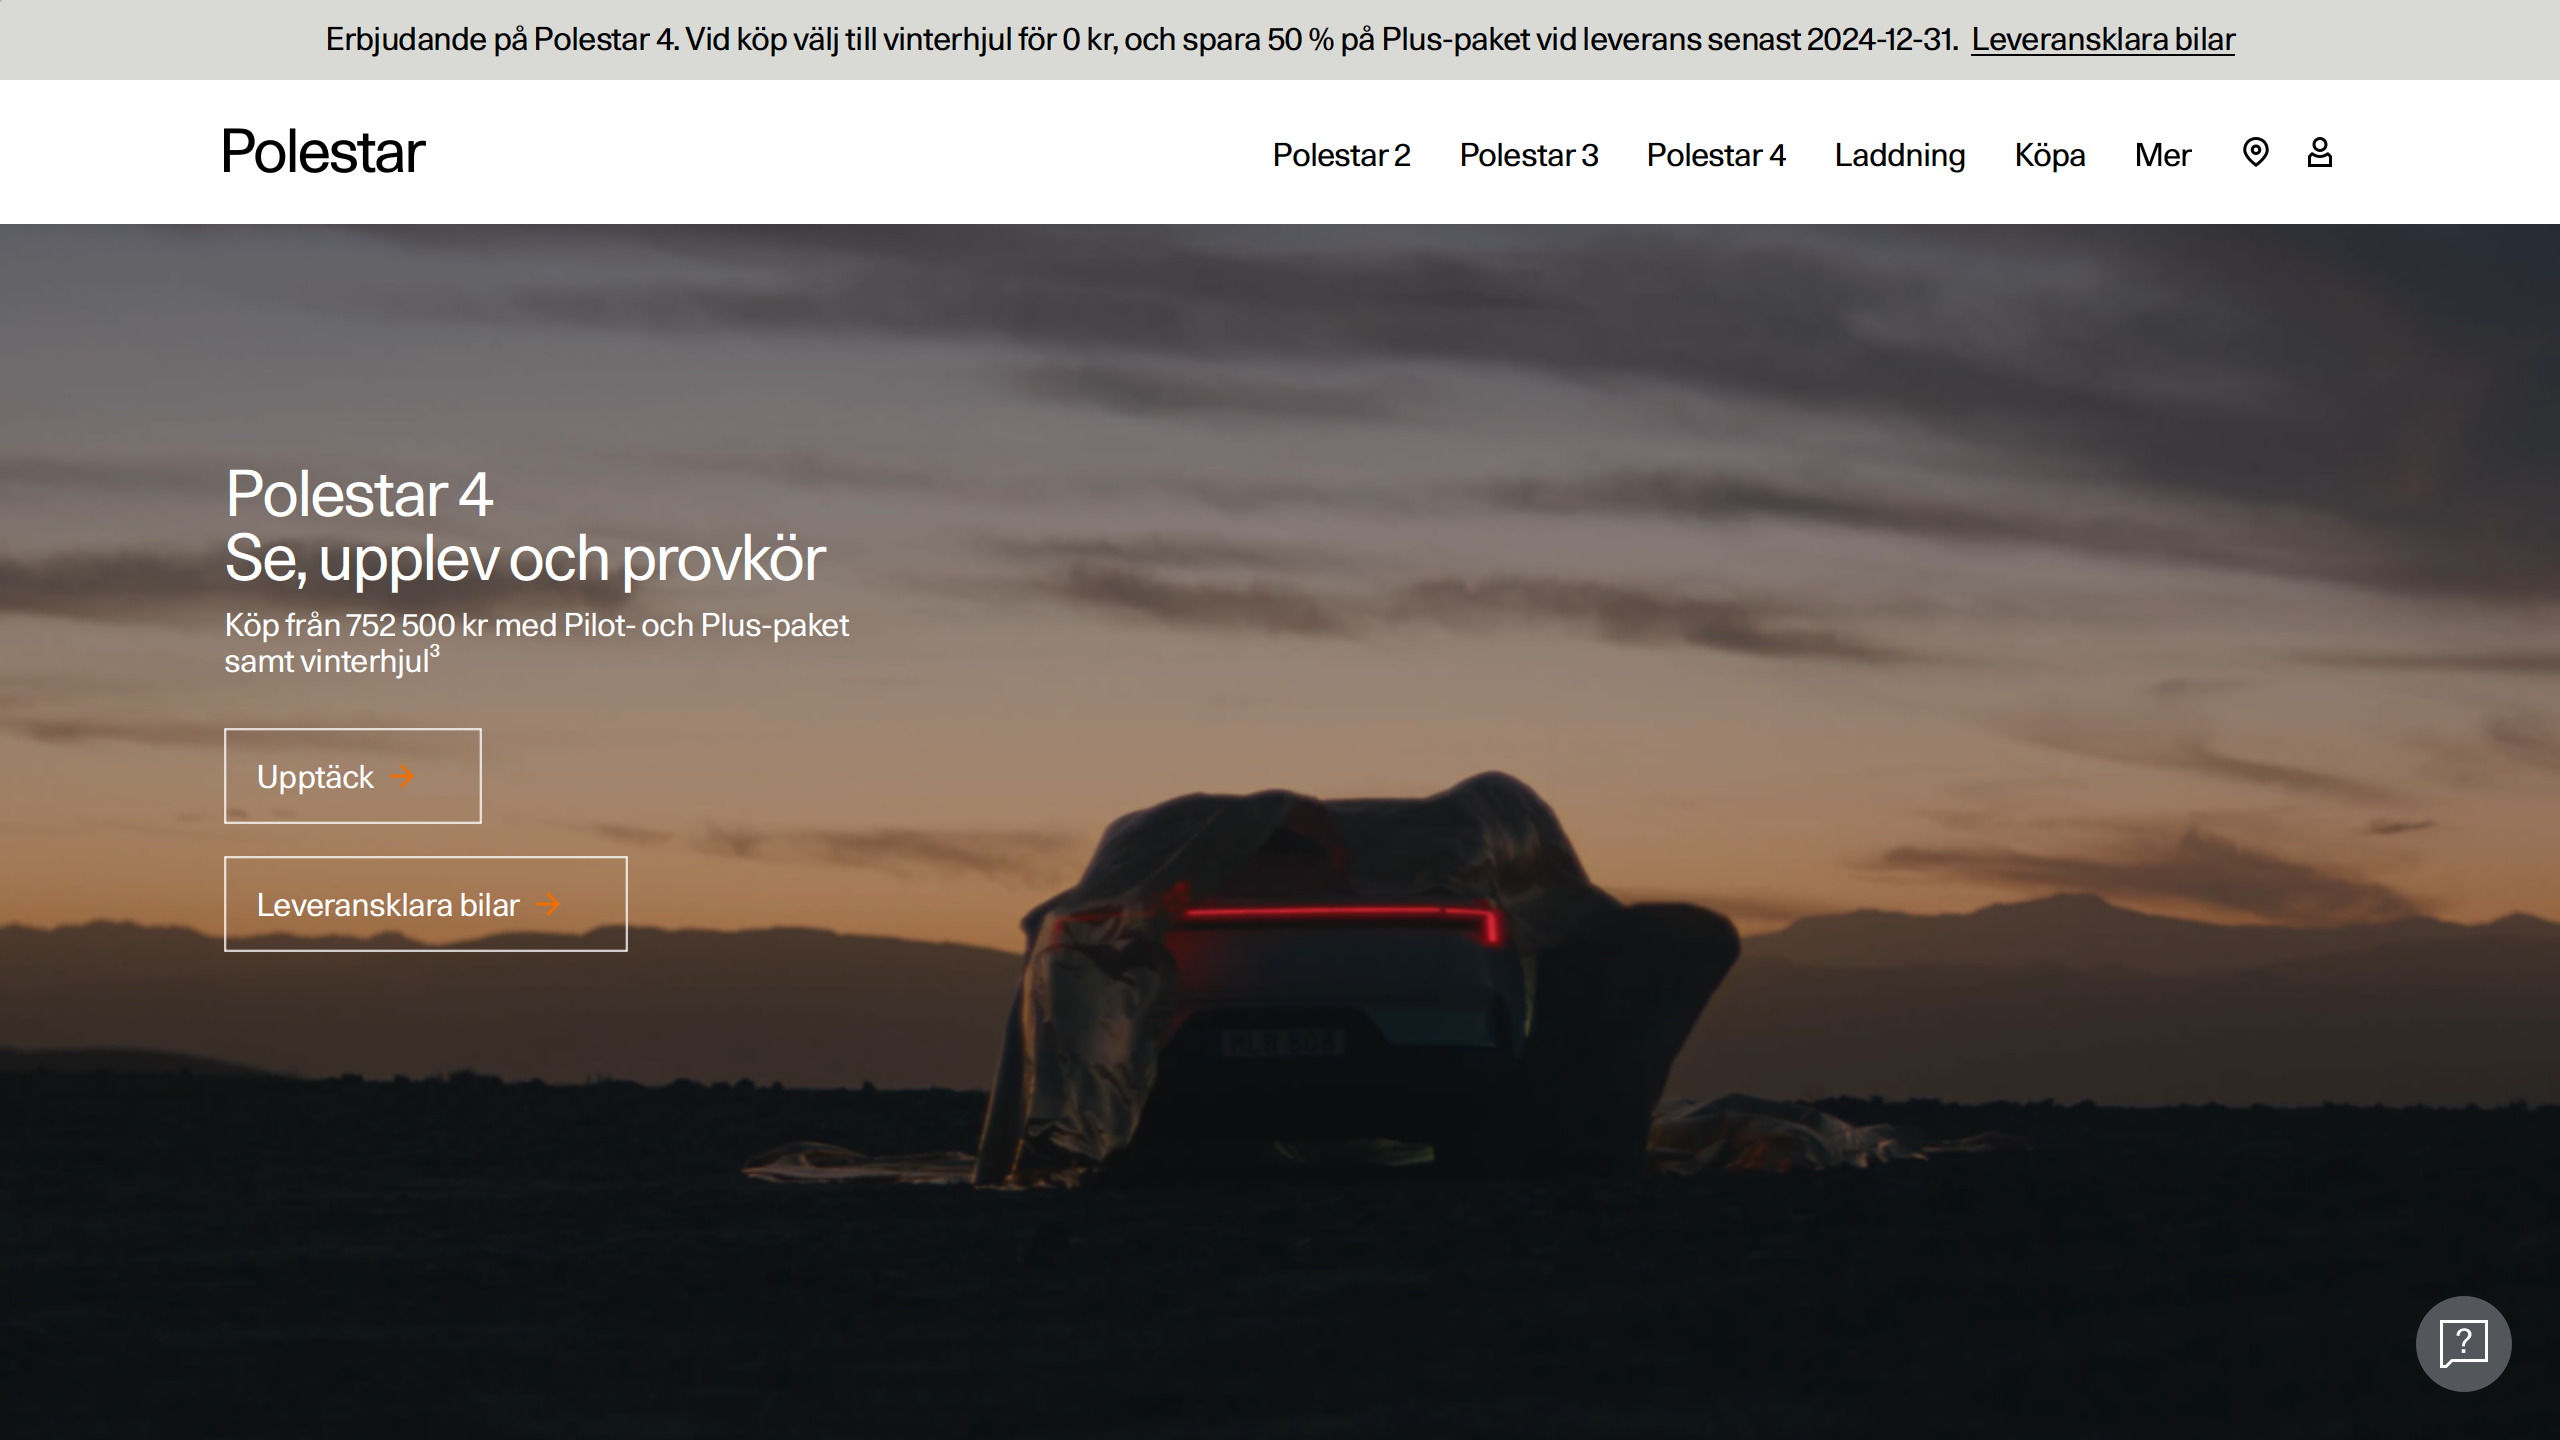 Erbjudande på Polestar 4. Vid köp välj till vinterhjul för 0 kr, och spara 50 % på Plus-paket vid leverans senast 2024-12-31. Leveransklara bilar
Polestar
Polestar 2 Polestar 3 Polestar 4 Laddning Köpa Mer
Polestar 4
Se, upplev och provkör
Köp från 752 500 kr med Pilot- och Plus-paket
samt vinterhjul³
Upptäck
Leveransklara bilar
?